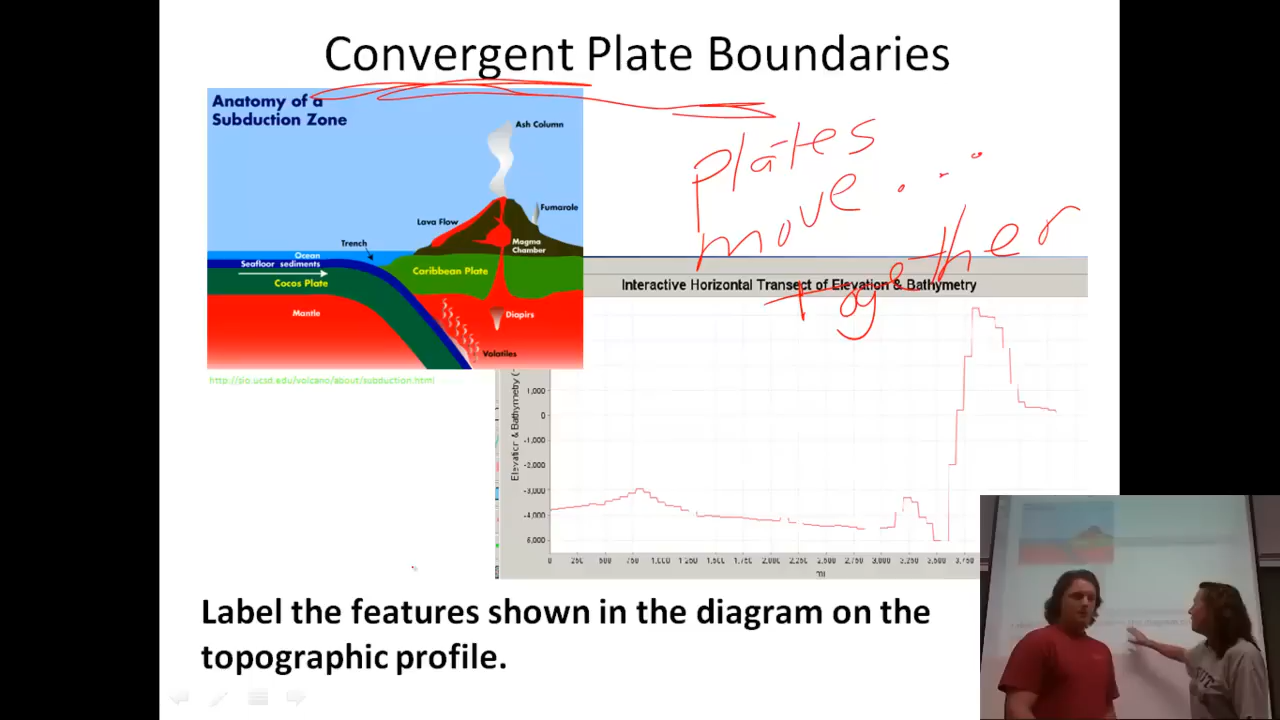 Convergent Plate Boundaries
Anatomy of a
Subduction Zone
Ash Column
Fumarole
Lava Flow
Magma
Chamber
Trench
Ocean
Seafloor sediments
Cocos Plate
Caribbean Plate
Mantle
Diapirs
Volatiles
http://sio.ucsd.edu/volcano/about/subduction.html
plates
move ...
together
Interactive Horizontal Transect of Elevation & Bathymetry
Elevation & Bathymetry
1,000
0
-1,000
-2,000
-3,000
-4,000
0 250 500 750 1,000 1,250 1,500 1,750 2,000 2,250 2,500 2,750 3,000 3,250 3,500 3,750
Label the features shown in the diagram on the
topographic profile.